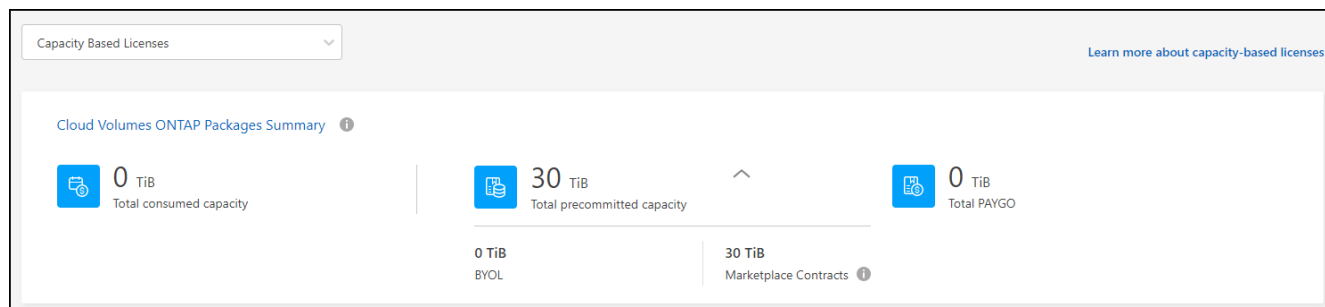 Capacity Based Licenses
Learn more about capacity-based licenses
Cloud Volumes ONTAP Packages Summary
0 TiB
Total consumed capacity
30 TiB
Total precommitted capacity
0 TiB
BYOL
30 TiB
Marketplace Contracts
0 TiB
Total PAYGO